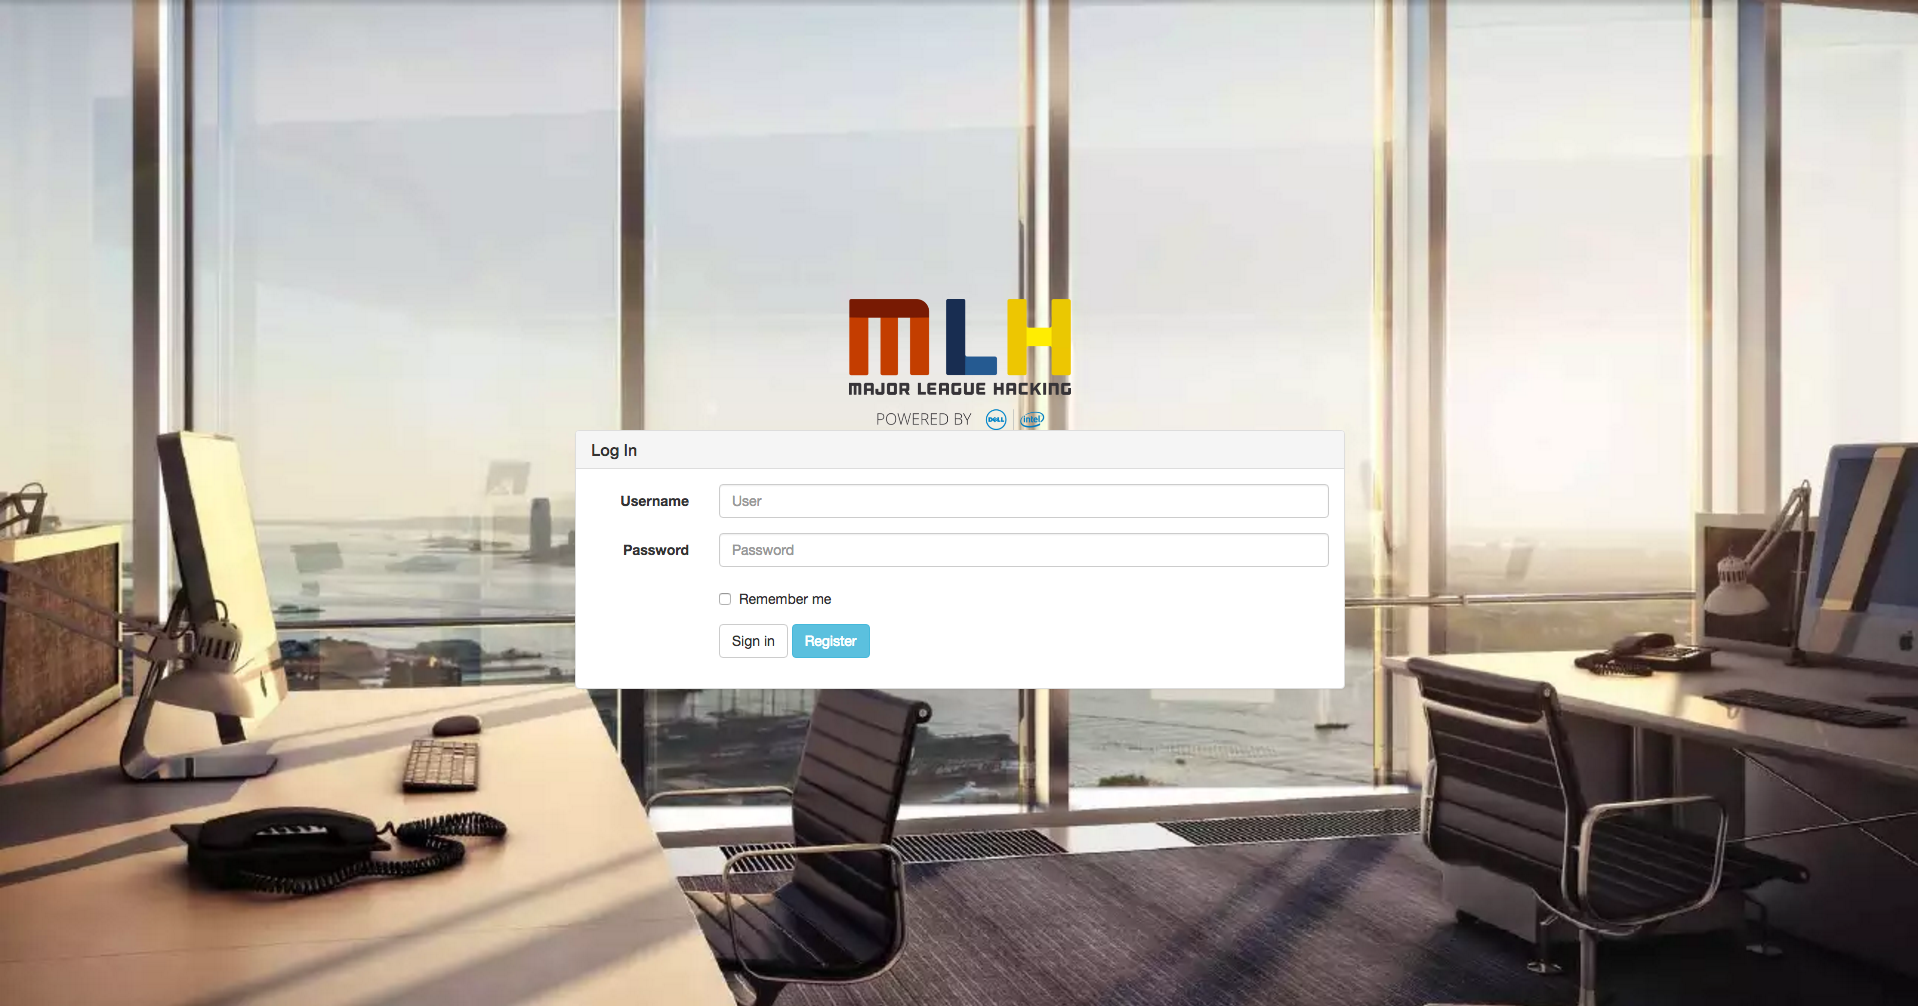 MLH
MAJOR LEAGUE HACKING
POWERED BY DELL intel
Log In
Username User
Password Password
Remember me
Sign in Register